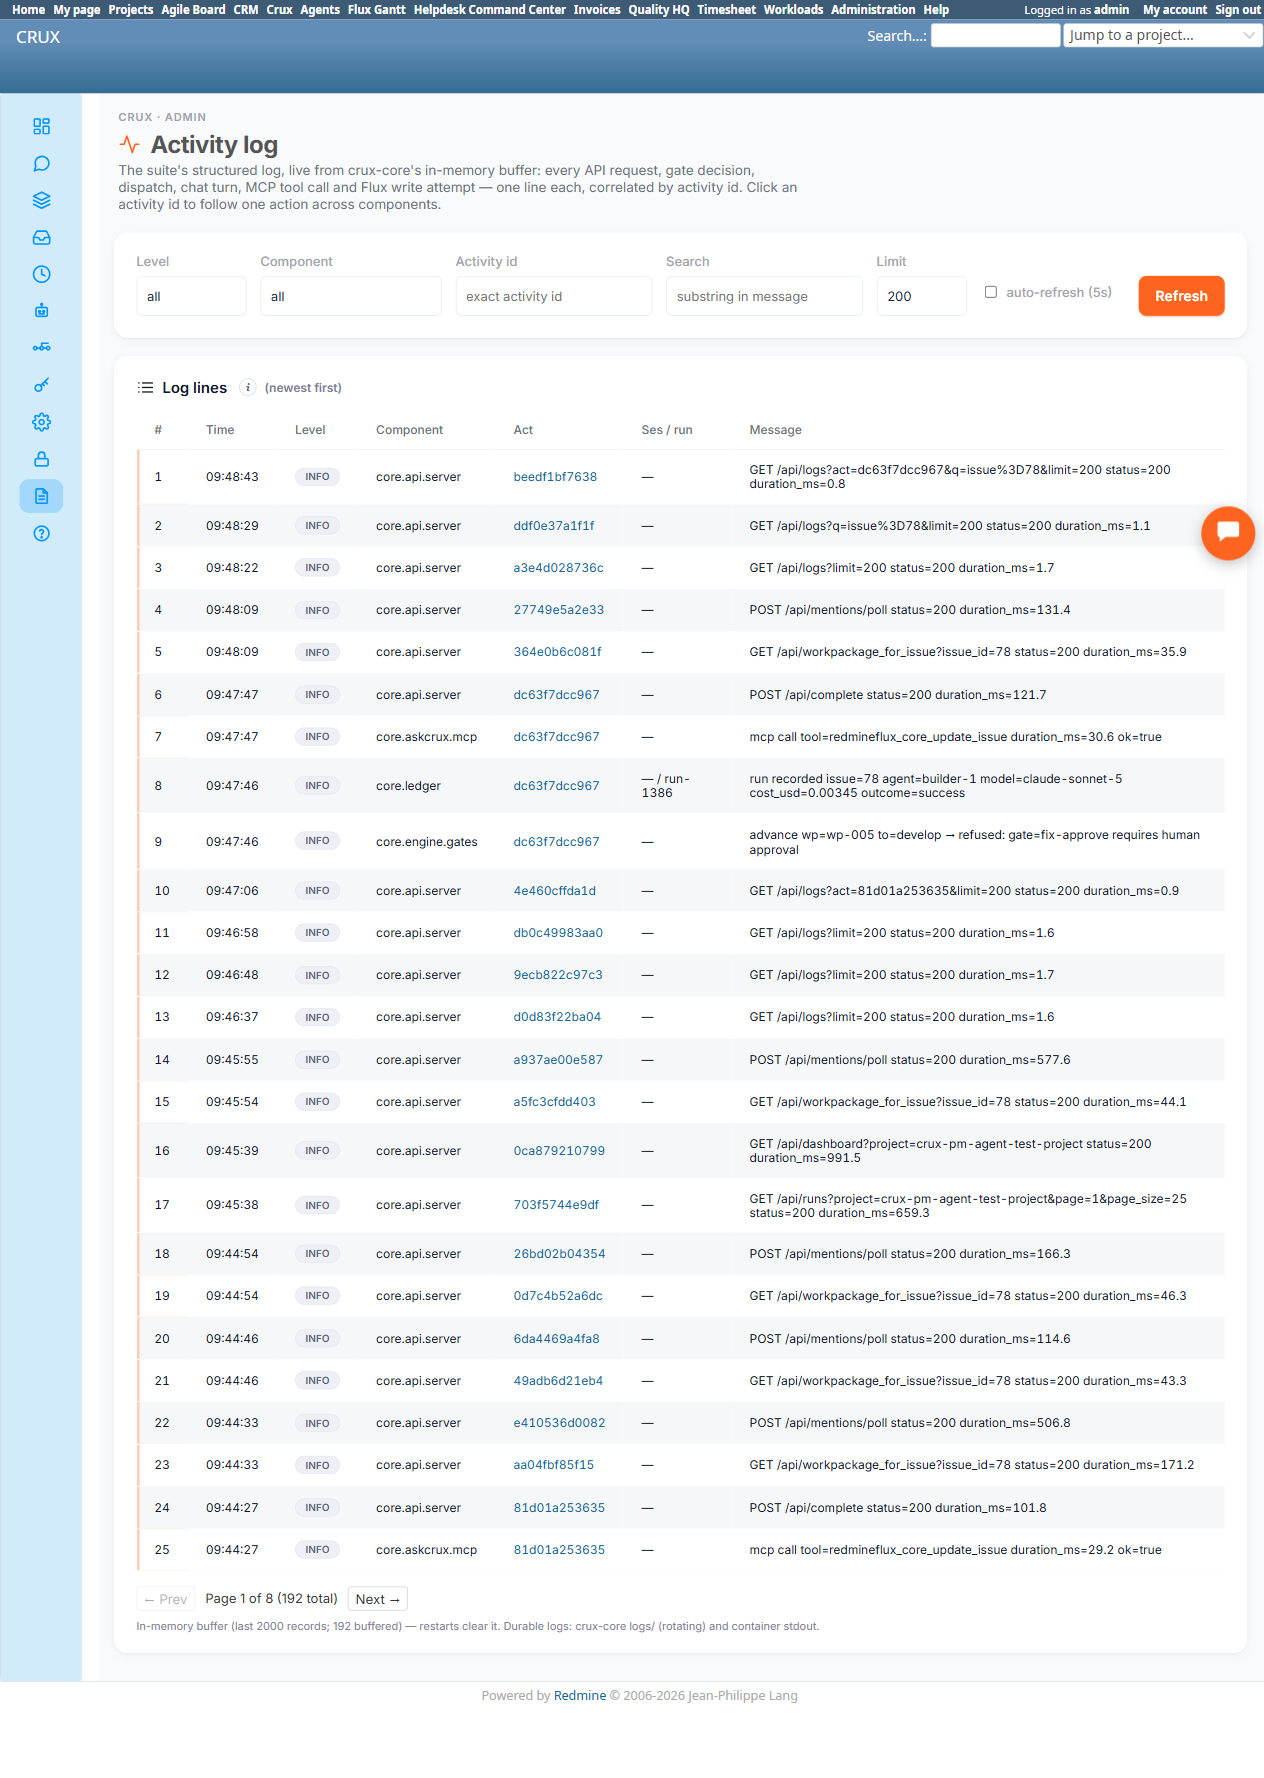 Home My page Projects Agile Board CRM Crux Agents Flux Gantt Helpdesk Command Center Invoices Quality HQ Timesheet Workloads Administration Help Logged in as admin My account Sign out
CRUX Search...: Jump to a project...
CRUX · ADMIN
Activity log
The suite's structured log, live from crux-core's in-memory buffer: every API request, gate decision,
dispatch, chat turn, MCP tool call and Flux write attempt — one line each, correlated by activity id. Click an
activity id to follow one action across components.
Level Component Activity id Search Limit
all all exact activity id substring in message 200 auto-refresh (5s) Refresh
Log lines i (newest first)
# Time Level Component Act Ses / run Message
1 09:48:43 INFO core.api.server beedf1bf7638 — GET /api/logs?act=dc63f7dcc967&q=issue%3D78&limit=200 status=200
duration_ms=0.8
2 09:48:29 INFO core.api.server ddf0e37a1f1f — GET /api/logs?q=issue%3D78&limit=200 status=200 duration_ms=1.1
3 09:48:22 INFO core.api.server a3e4d028736c — GET /api/logs?limit=200 status=200 duration_ms=1.7
4 09:48:09 INFO core.api.server 27749e5a2e33 — POST /api/mentions/poll status=200 duration_ms=131.4
5 09:48:09 INFO core.api.server 364e0b6c081f — GET /api/workpackage_for_issue?issue_id=78 status=200 duration_ms=35.9
6 09:47:47 INFO core.api.server dc63f7dcc967 — POST /api/complete status=200 duration_ms=121.7
7 09:47:47 INFO core.askcrux.mcp dc63f7dcc967 — mcp call tool=redmineflux_core_update_issue duration_ms=30.6 ok=true
8 09:47:46 INFO core.ledger dc63f7dcc967 — / run-1386 run recorded issue=78 agent=builder-1 model=claude-sonnet-5
cost_usd=0.00345 outcome=success
9 09:47:46 INFO core.engine.gates dc63f7dcc967 — advance wp=wp-005 to=develop → refused: gate=fix-approve requires human
approval
10 09:47:06 INFO core.api.server 4e460cffda1d — GET /api/logs?act=81d01a253635&limit=200 status=200 duration_ms=0.9
11 09:46:58 INFO core.api.server db0c49983aa0 — GET /api/logs?limit=200 status=200 duration_ms=1.6
12 09:46:48 INFO core.api.server 9ecb822c97c3 — GET /api/logs?limit=200 status=200 duration_ms=1.7
13 09:46:37 INFO core.api.server d0d83f22ba04 — GET /api/logs?limit=200 status=200 duration_ms=1.6
14 09:45:55 INFO core.api.server a937ae00e587 — POST /api/mentions/poll status=200 duration_ms=577.6
15 09:45:54 INFO core.api.server a5fc3cfdd403 — GET /api/workpackage_for_issue?issue_id=78 status=200 duration_ms=44.1
16 09:45:39 INFO core.api.server 0ca879210799 — GET /api/dashboard?project=crux-pm-agent-test-project status=200
duration_ms=991.5
17 09:45:38 INFO core.api.server 703f5744e9df — GET /api/runs?project=crux-pm-agent-test-project&page=1&page_size=25
status=200 duration_ms=659.3
18 09:44:54 INFO core.api.server 26bd02b04354 — POST /api/mentions/poll status=200 duration_ms=166.3
19 09:44:54 INFO core.api.server 0d7c4b52a6dc — GET /api/workpackage_for_issue?issue_id=78 status=200 duration_ms=46.3
20 09:44:46 INFO core.api.server 6da4469a4fa8 — POST /api/mentions/poll status=200 duration_ms=114.6
21 09:44:46 INFO core.api.server 49adb6d21eb4 — GET /api/workpackage_for_issue?issue_id=78 status=200 duration_ms=43.3
22 09:44:33 INFO core.api.server e410536d0082 — POST /api/mentions/poll status=200 duration_ms=506.8
23 09:44:33 INFO core.api.server aa04fbf85f15 — GET /api/workpackage_for_issue?issue_id=78 status=200 duration_ms=171.2
24 09:44:27 INFO core.api.server 81d01a253635 — POST /api/complete status=200 duration_ms=101.8
25 09:44:27 INFO core.askcrux.mcp 81d01a253635 — mcp call tool=redmineflux_core_update_issue duration_ms=29.2 ok=true
← Prev Page 1 of 8 (192 total) Next →
In-memory buffer (last 2000 records; 192 buffered) — restarts clear it. Durable logs: crux-core logs/ (rotating) and container stdout.
Powered by Redmine © 2006-2026 Jean-Philippe Lang